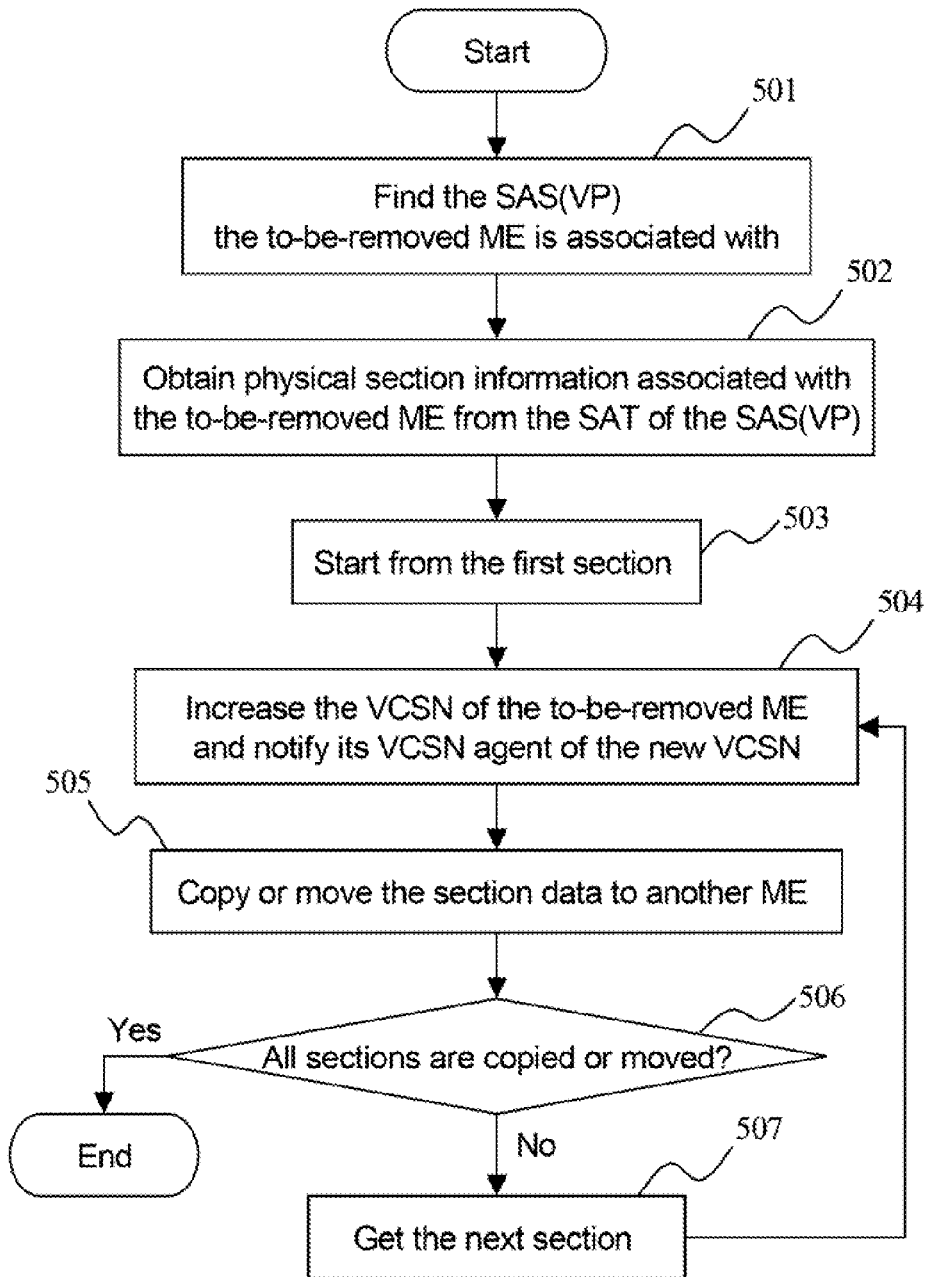 Start
501
Find the SAS(VP)
the to-be-removed ME is associated with
502
Obtain physical section information associated with
the to-be-removed ME from the SAT of the SAS(VP)
503
Start from the first section
504
Increase the VCSN of the to-be-removed ME
and notify its VCSN agent of the new VCSN
505
Copy or move the section data to another ME
506
Yes
All sections are copied or moved?
End
No
507
Get the next section